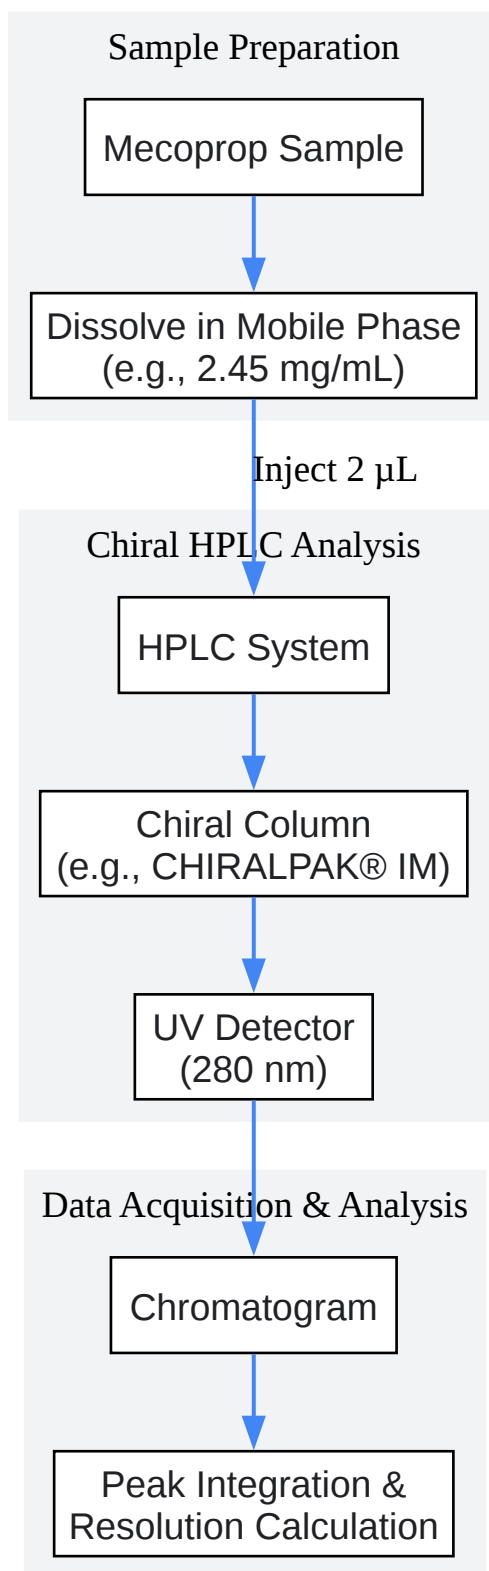 Sample Preparation
Mecoprop Sample
Dissolve in Mobile Phase
(e.g., 2.45 mg/mL)
Inject 2 µL
Chiral HPLC Analysis
HPLC System
Chiral Column
(e.g., CHIRALPAK® IM)
UV Detector
(280 nm)
Data Acquisition & Analysis
Chromatogram
Peak Integration &
Resolution Calculation